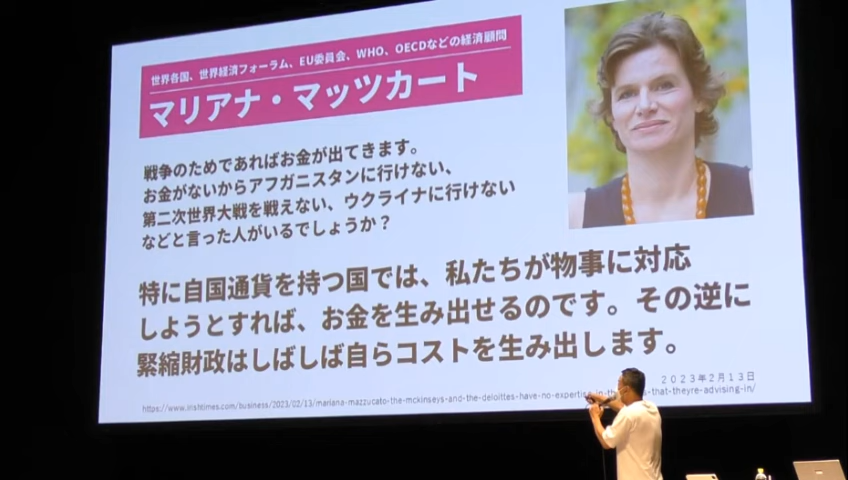 世界各国、世界経済フォーラム、EU委員会、WHO、OECDなどの経済顧問
マリアナ・マッツカート
戦争のためであればお金が出てきます。
お金がないからアフガニスタンに行けない、
第二次世界大戦を戦えない、ウクライナに行けない
などと言った人がいるでしょうか？
特に自国通貨を持つ国では、私たちが物事に対応
しようとすれば、お金を生み出せるのです。その逆に
緊縮財政はしばしば自らコストを生み出します。
２０２３年２月１３日
https://www.irishtimes.com/business/2023/02/13/mariana-mazzucato-the-mckinseys-and-the-deloittes-have-no-expertise-in-the- that-theyre-advising-in/